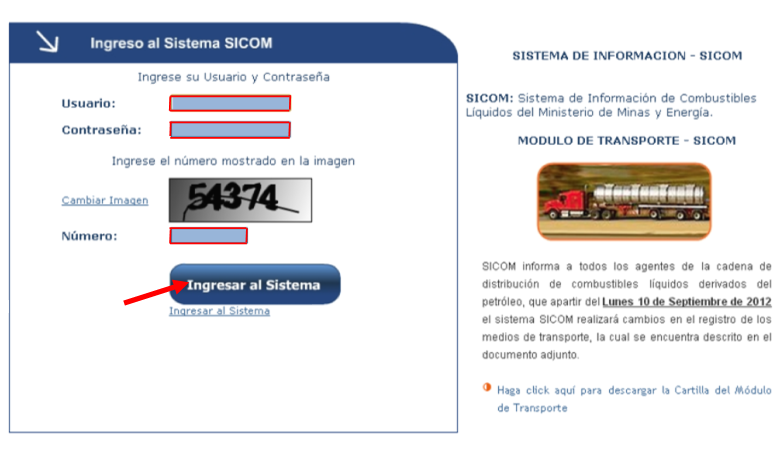 Ingreso al Sistema SICOM
Ingrese su Usuario y Contraseña
Usuario:
Contraseña:
Ingrese el número mostrado en la imagen
Cambiar Imagen
54374
Número:
Ingresar al Sistema
Ingresar al Sistema
SISTEMA DE INFORMACION - SICOM
SICOM: Sistema de Información de Combustibles
Líquidos del Ministerio de Minas y Energía.
MODULO DE TRANSPORTE - SICOM
SICOM informa a todos los agentes de la cadena de
distribución de combustibles líquidos derivados del
petróleo, que apartir del Lunes 10 de Septiembre de 2012
el sistema SICOM realizará cambios en el registro de los
medios de transporte, la cual se encuentra descrito en el
documento adjunto.
Haga click aquí para descargar la Cartilla del Módulo
de Transporte